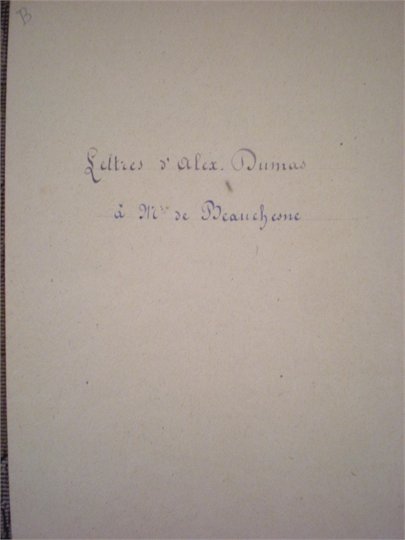 B
Lettres d'Alex. Dumas
à Mr de Beauchesne